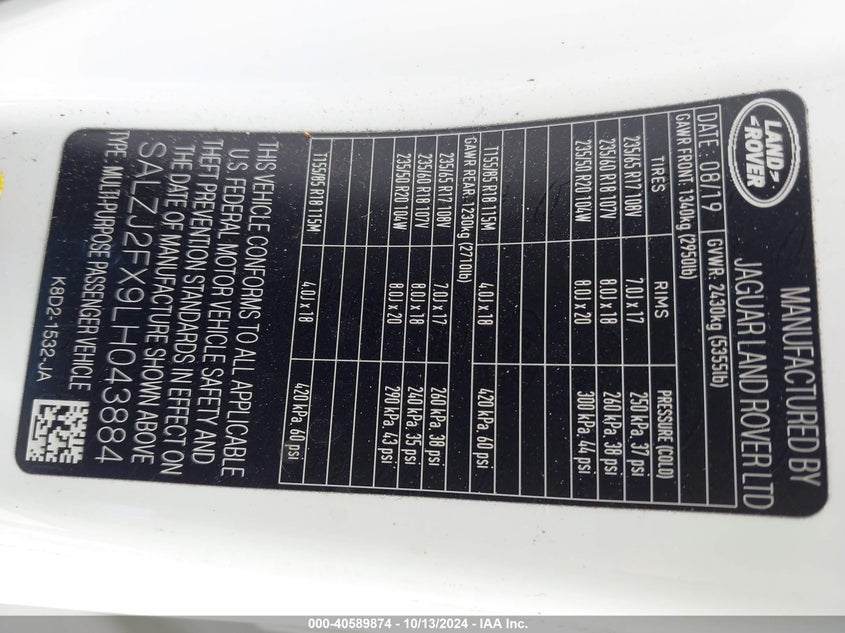 LAND
ROVER
MANUFACTURED BY
JAGUAR LAND ROVER LTD
DATE: 08/19 GVWR: 2430kg (5355lb)
GAWR FRONT: 1340kg (2950lb)
TIRES RIMS PRESSURE (COLD)
235/65 R17 108V 7.0J x 17 250 kPa, 37 psi
235/60 R18 107V 8.0J x 18 260 kPa, 38 psi
235/50 R20 104W 8.0J x 20 300 kPa, 44 psi
T155/85 R18 115M 4.0J x 18 420 kPa, 60 psi
GAWR REAR: 1230kg (2710lb)
235/65 R17 108V 7.0J x 17 260 kPa, 38 psi
235/60 R18 107V 8.0J x 18 240 kPa, 35 psi
235/50 R20 104W 8.0J x 20 290 kPa, 43 psi
T155/85 R18 115M 4.0J x 18 420 kPa, 60 psi
THIS VEHICLE CONFORMS TO ALL APPLICABLE
U.S. FEDERAL MOTOR VEHICLE SAFETY AND
THEFT PREVENTION STANDARDS IN EFFECT ON
THE DATE OF MANUFACTURE SHOWN ABOVE
SALZJ2FX9LH043884
TYPE: MULTI-PURPOSE PASSENGER VEHICLE
K8D2-1532-JA
000-40589874 | 10/13/2024 - IAA Inc.